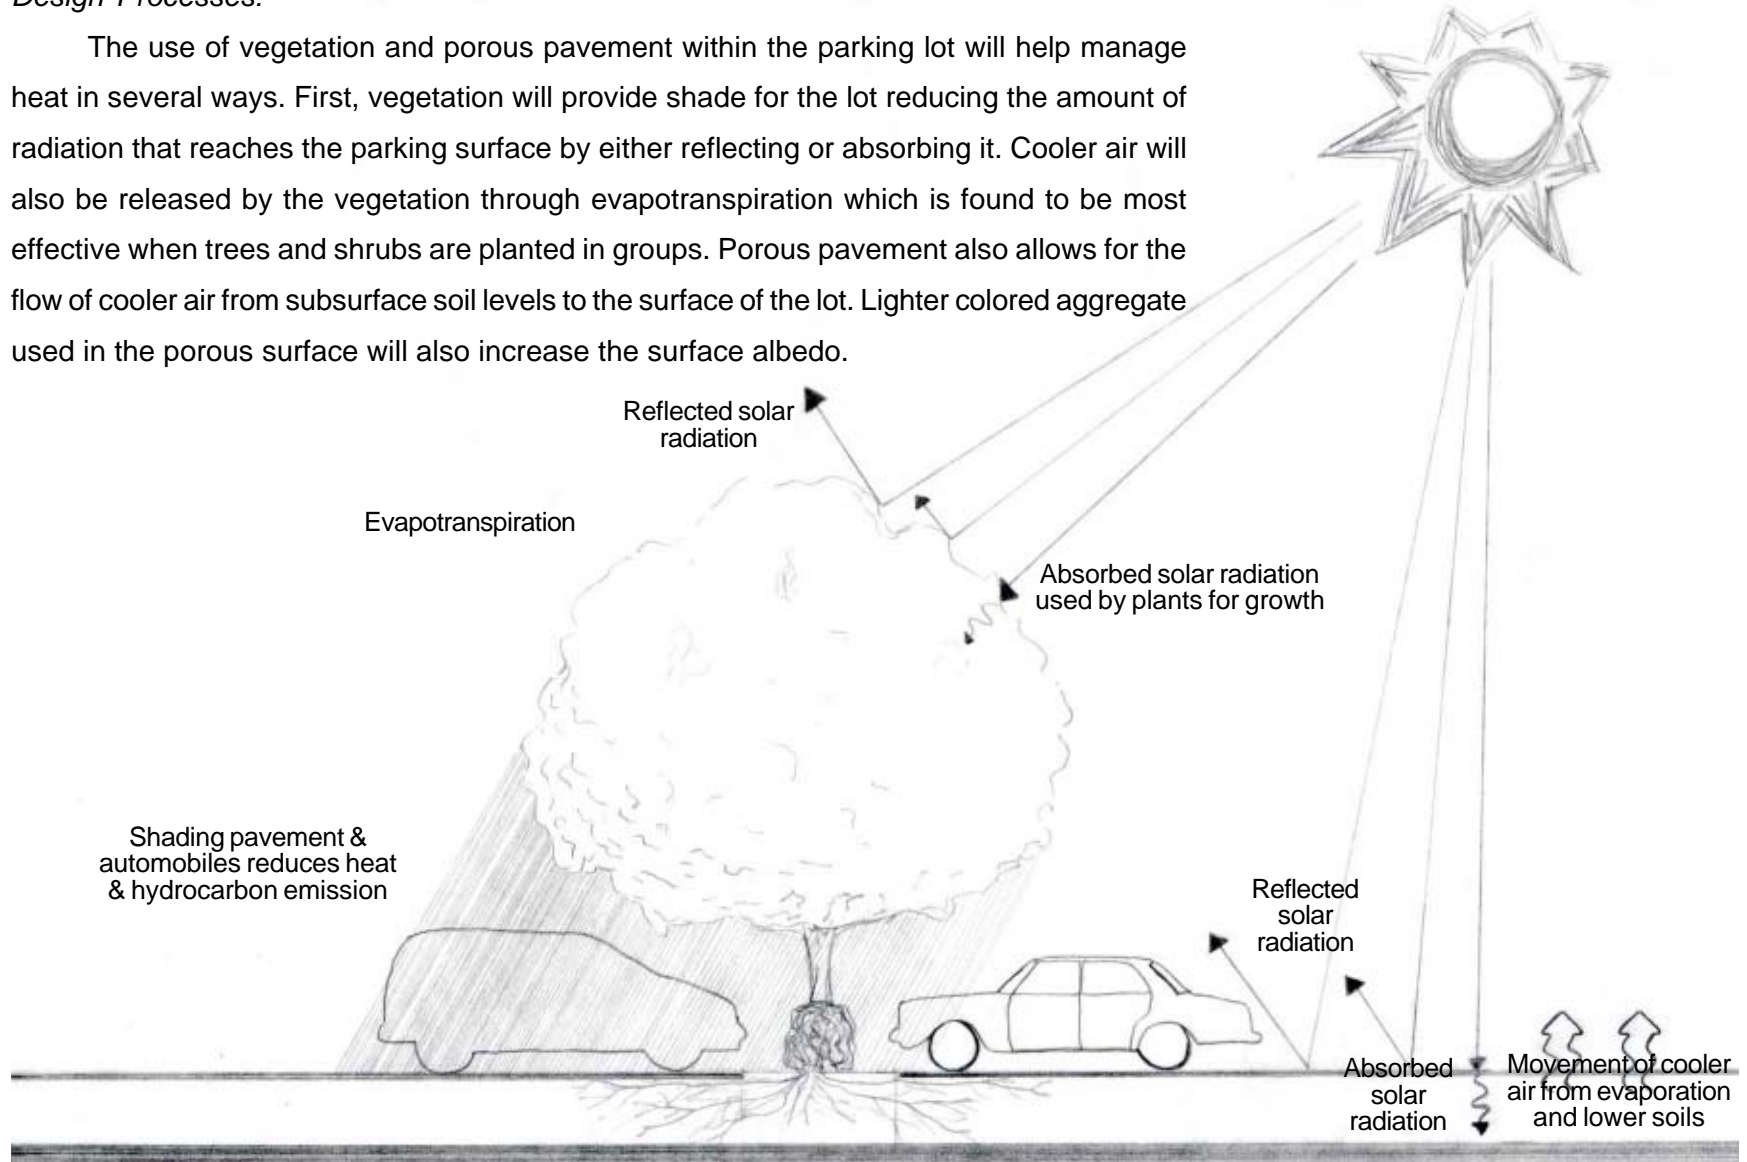 Design Processes:
The use of vegetation and porous pavement within the parking lot will help manage
heat in several ways. First, vegetation will provide shade for the lot reducing the amount of
radiation that reaches the parking surface by either reflecting or absorbing it. Cooler air will
also be released by the vegetation through evapotranspiration which is found to be most
effective when trees and shrubs are planted in groups. Porous pavement also allows for the
flow of cooler air from subsurface soil levels to the surface of the lot. Lighter colored aggregate
used in the porous surface will also increase the surface albedo.
Reflected solar
radiation
Evapotranspiration
Absorbed solar radiation
used by plants for growth
Shading pavement &
automobiles reduces heat
& hydrocarbon emission
Reflected
solar
radiation
Absorbed
solar
radiation
Movement of cooler
air from evaporation
and lower soils